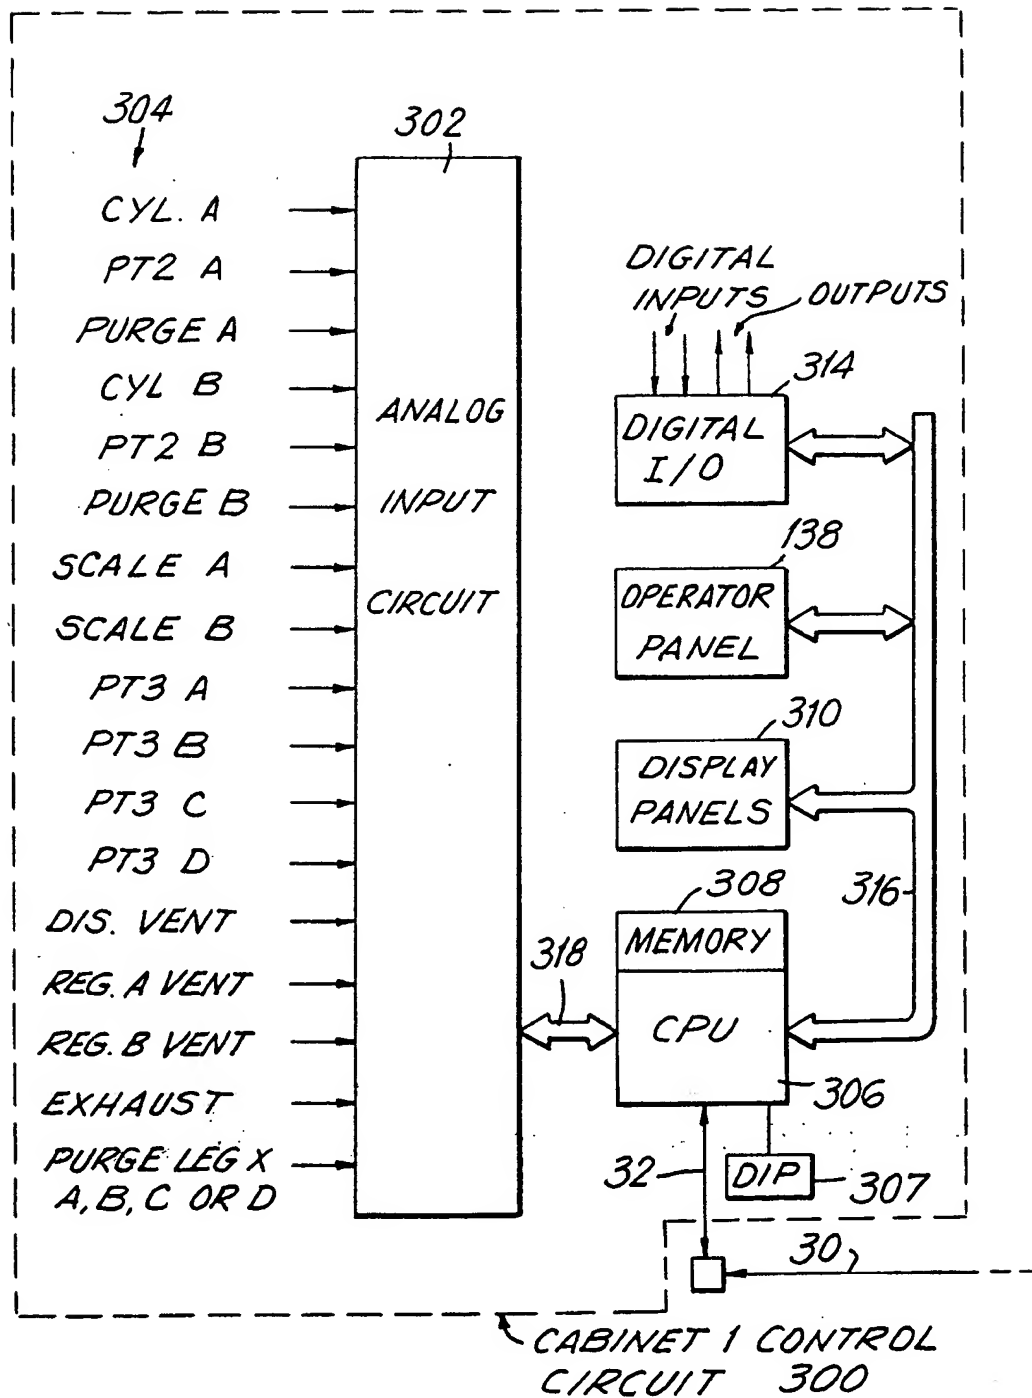 304
302
CYL. A
PT2 A
PURGE A
CYL B
PT2 B
PURGE B
SCALE A
SCALE B
PT3 A
PT3 B
PT3 C
PT3 D
DIS. VENT
REG. A VENT
REG. B VENT
EXHAUST
PURGE LEG X
A, B, C OR D
ANALOG
INPUT
CIRCUIT
DIGITAL
INPUTS
OUTPUTS
314
DIGITAL
I/O
138
OPERATOR
PANEL
310
DISPLAY
PANELS
316
308
MEMORY
318
CPU
306
32
DIP
307
30
CABINET 1 CONTROL
CIRCUIT 300